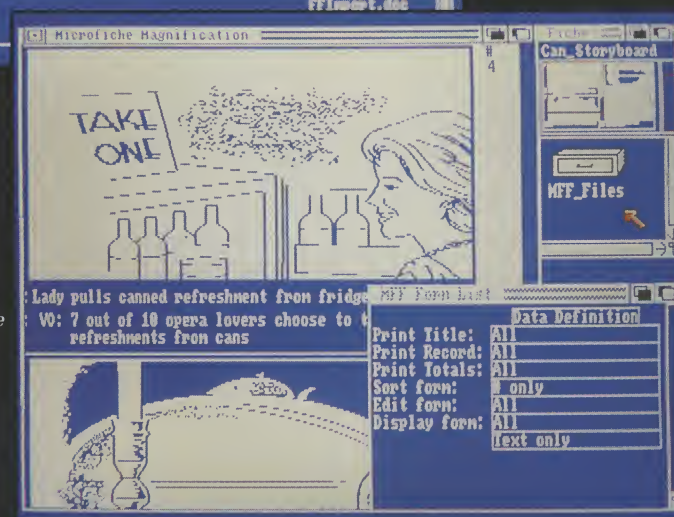 FFImport.doc
Microfiche Magnification
#
4
TAKE
ONE
: Lady pulls canned refreshment from fridge
: VO: 7 out of 10 opera lovers choose to t
refreshments from cans
Fiche
Can_Storyboard
MFF_Files
MFF Form List
Data Definition
Print Title: All
Print Record: All
Print Totals: All
Sort form: # only
Edit form: All
Display form: All
Text only
e